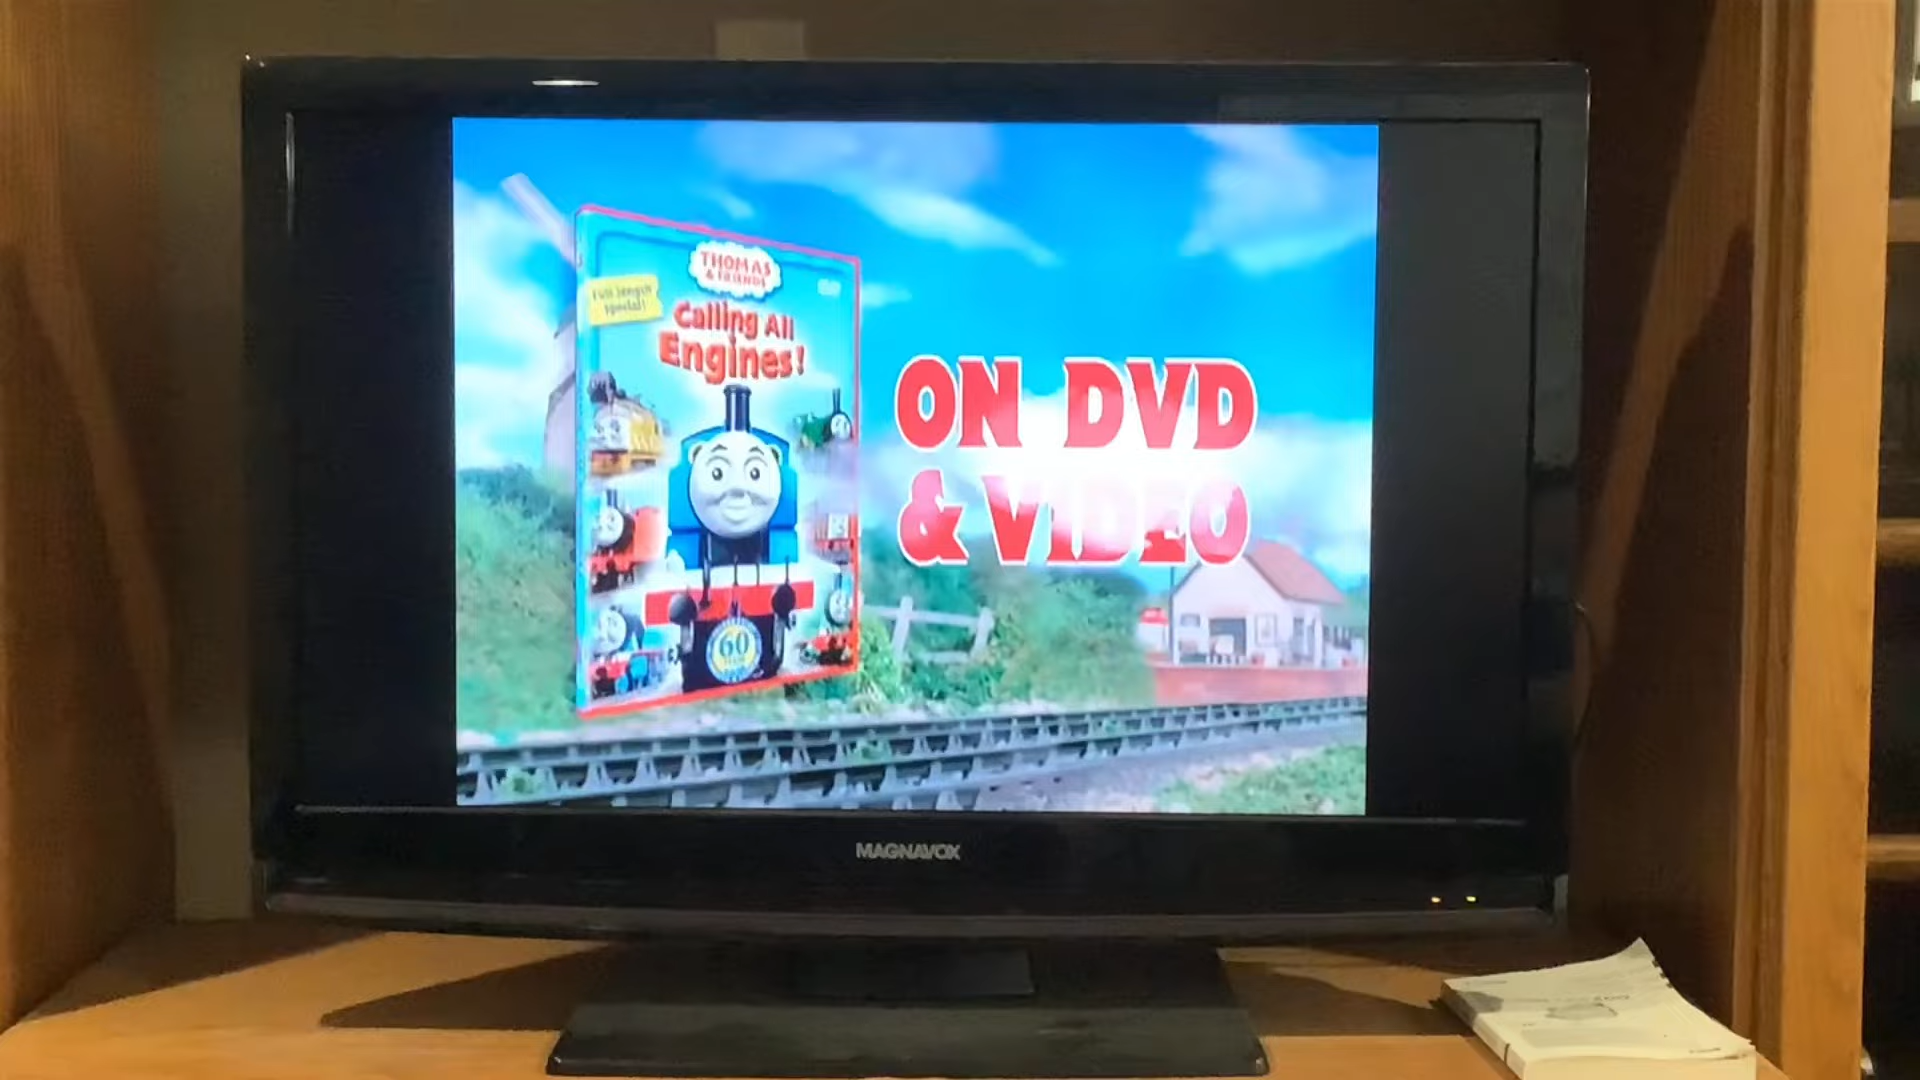 THOMAS
& FRIENDS
Full length
special!
Calling All
Engines!
60
ON DVD
& VIDEO
MAGNAVOX